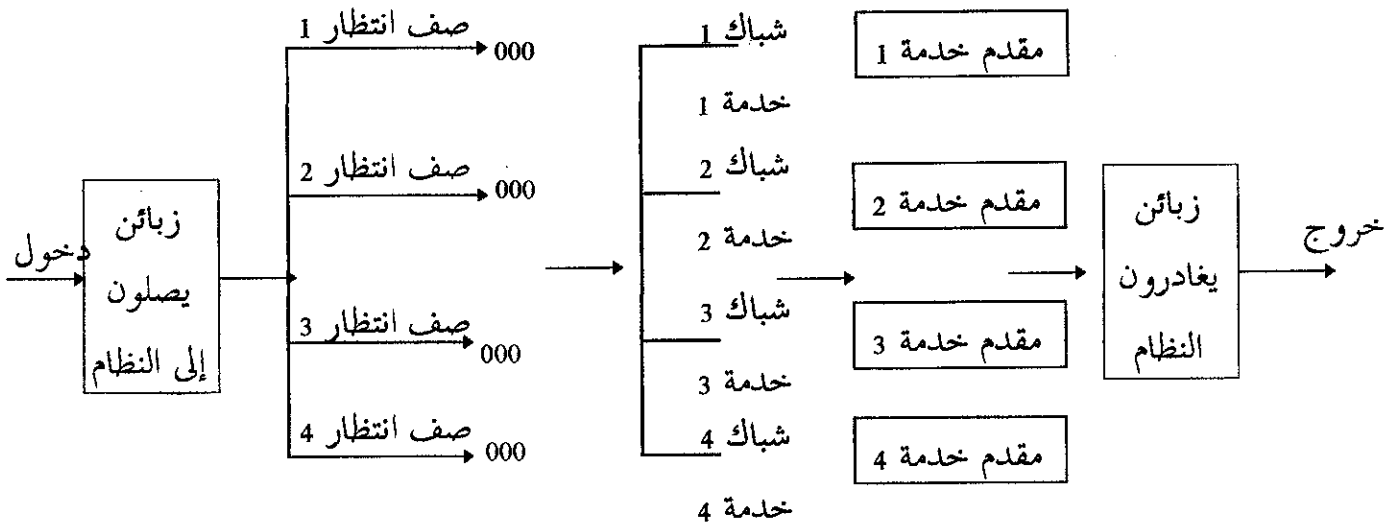 دخول
زبائن
يصلون
إلى النظام
صف انتظار 1
000
صف انتظار 2
000
صف انتظار 3
000
صف انتظار 4
000
شباك 1
خدمة 1
شباك 2
خدمة 2
شباك 3
خدمة 3
شباك 4
خدمة 4
مقدم خدمة 1
مقدم خدمة 2
مقدم خدمة 3
مقدم خدمة 4
زبائن
يغادرون
النظام
خروج